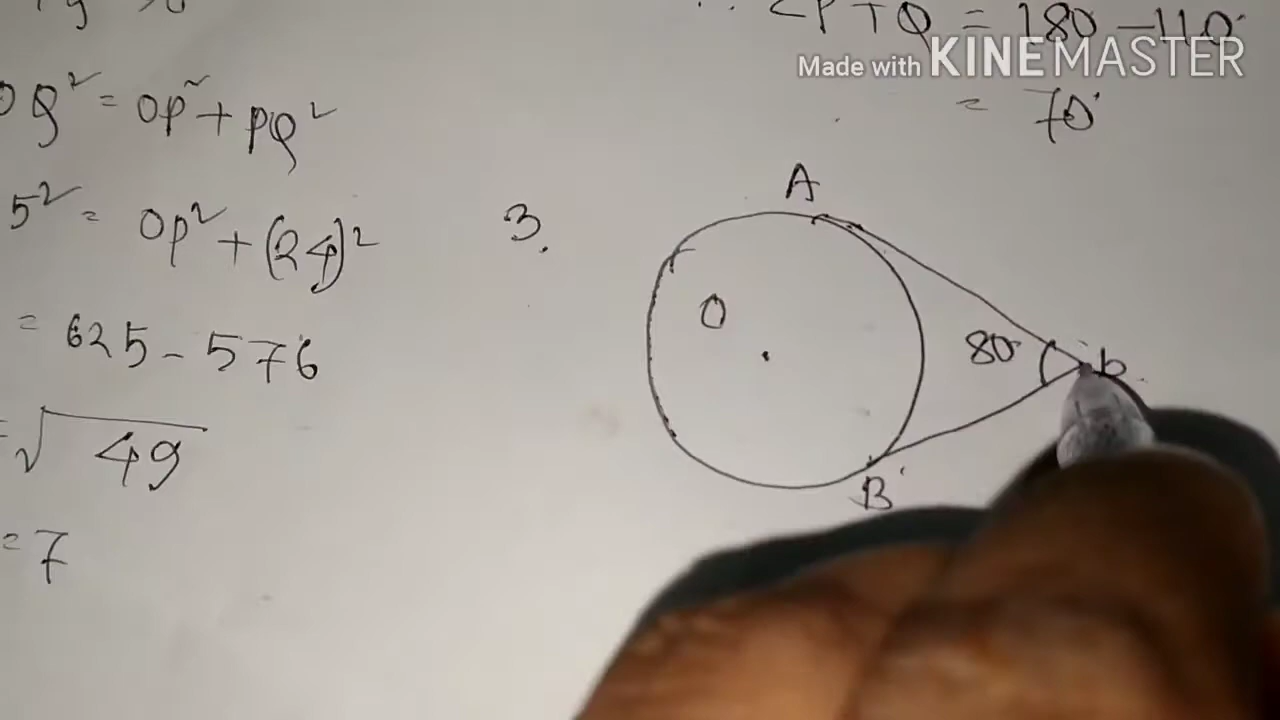 OQ² = OP² + PQ²
5² = OP² + (24)²
= 625 - 576
= √49
= 7
∴ ∠PTQ = 180 - 110°
= 70°
Made with KINEMASTER
3.
A
O
80°
B